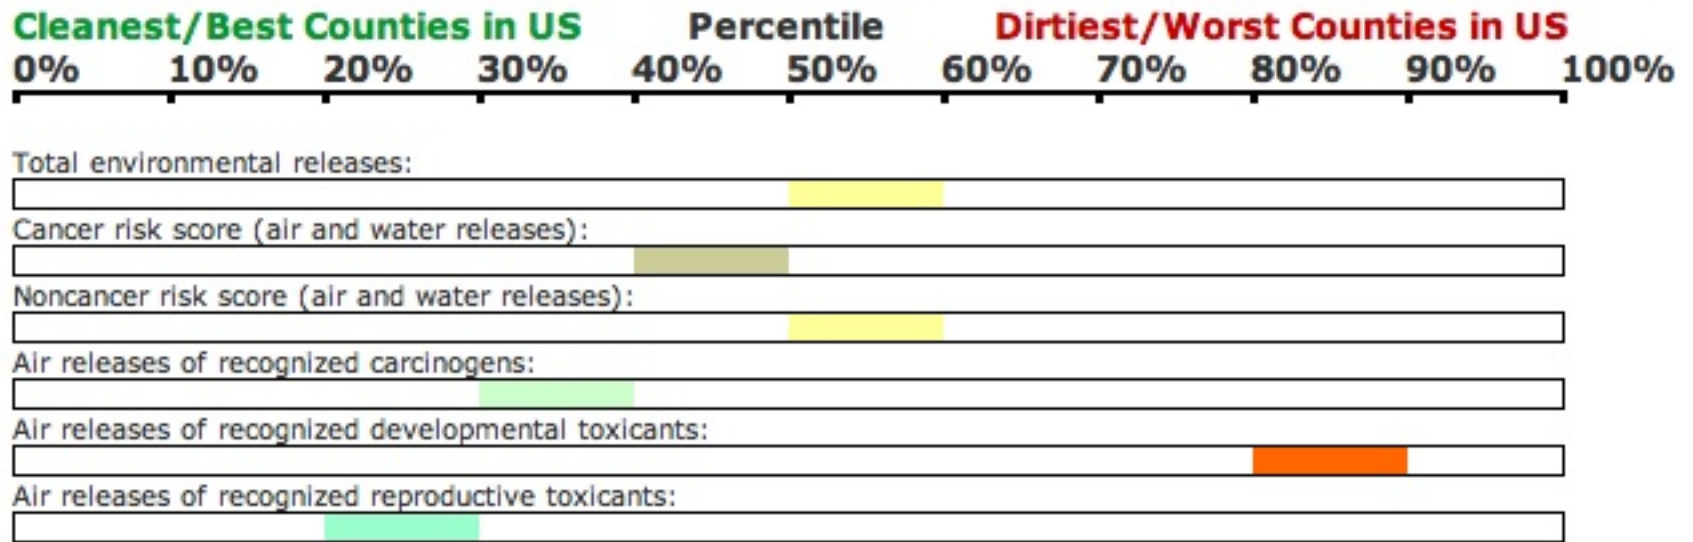 Cleanest/Best Counties in US Percentile Dirtiest/Worst Counties in US
0% 10% 20% 30% 40% 50% 60% 70% 80% 90% 100%
Total environmental releases:
Cancer risk score (air and water releases):
Noncancer risk score (air and water releases):
Air releases of recognized carcinogens:
Air releases of recognized developmental toxicants:
Air releases of recognized reproductive toxicants: